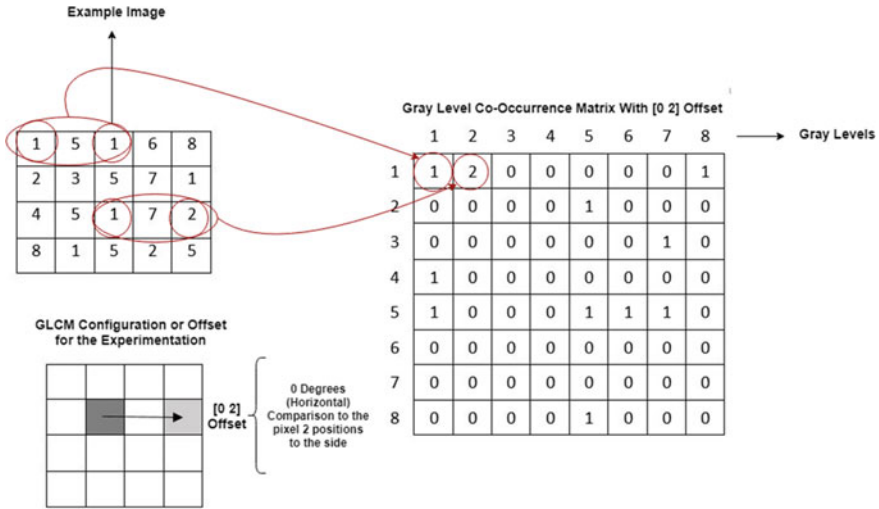 Example Image
1 5 1 6 8
2 3 5 7 1
4 5 1 7 2
8 1 5 2 5
Gray Level Co-Occurrence Matrix With [0 2] Offset
1 2 3 4 5 6 7 8
Gray Levels
1 1 2 0 0 0 0 0 1
2 0 0 0 0 1 0 0 0
3 0 0 0 0 0 0 1 0
4 1 0 0 0 0 0 0 0
5 1 0 0 0 1 1 1 0
6 0 0 0 0 0 0 0 0
7 0 0 0 0 0 0 0 0
8 0 0 0 0 1 0 0 0
GLCM Configuration or Offset
for the Experimentation
[0 2]
Offset
0 Degrees
(Horizontal)
Comparison to the
pixel 2 positions
to the side